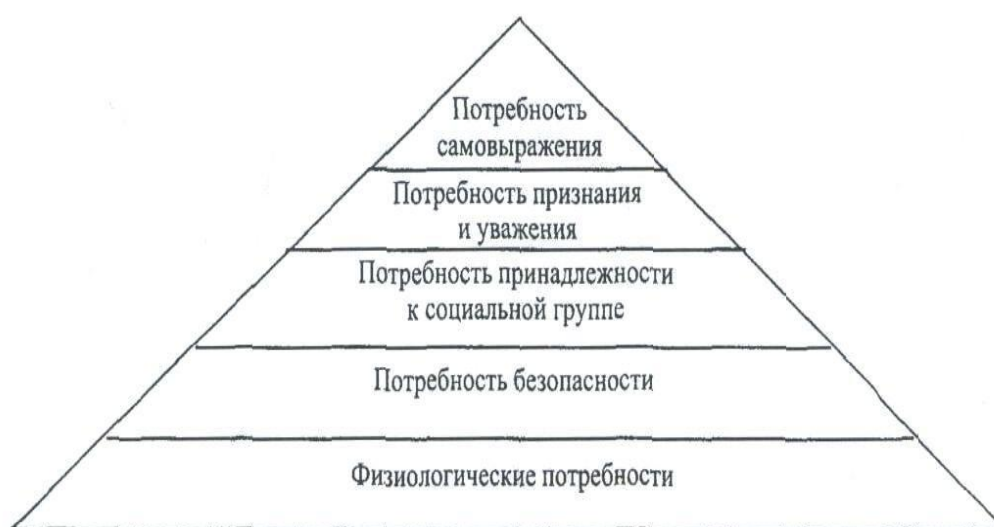 Потребность
самовыражения
Потребность признания
и уважения
Потребность принадлежности
к социальной группе
Потребность безопасности
Физиологические потребности